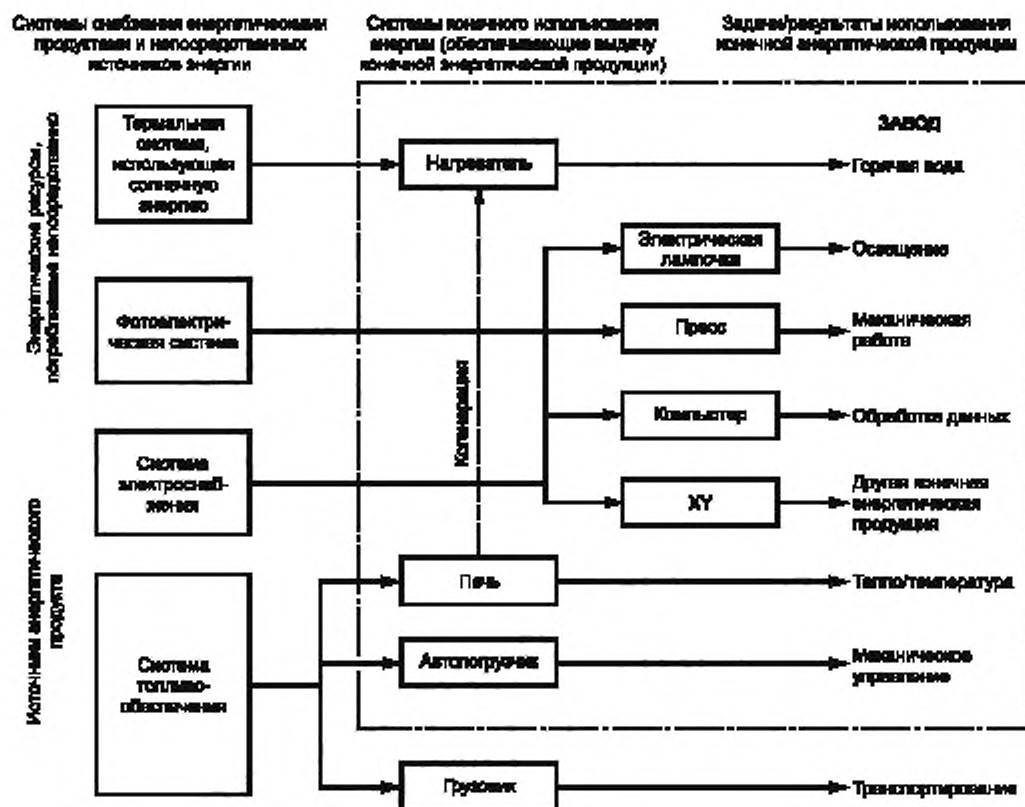 Системы снабжения энергетическими
продуктами и непосредственных
источников энергии
Системы конечного использования
энергии (обеспечивающие выдачу
конечной энергетической продукции)
Задачи/результаты использования
конечной энергетической продукции
Энергетические ресурсы,
потребляемые непосредственно
Термальная
система,
использующая
солнечную
энергию
Нагреватель
ЗАВОД
Горячая вода
Электрическая
лампочка
Освещение
Фотоэлектри-
ческая система
Пресс
Механическая
работа
Когенерация
Компьютер
Обработка данных
Источники энергетического
продукта
Система
электроснаб-
жения
XY
Другая конечная
энергетическая
продукция
Печь
Тепло/температура
Система
топливо-
обеспечения
Автопогрузчик
Механическое
управление
Грузовик
Транспортирование